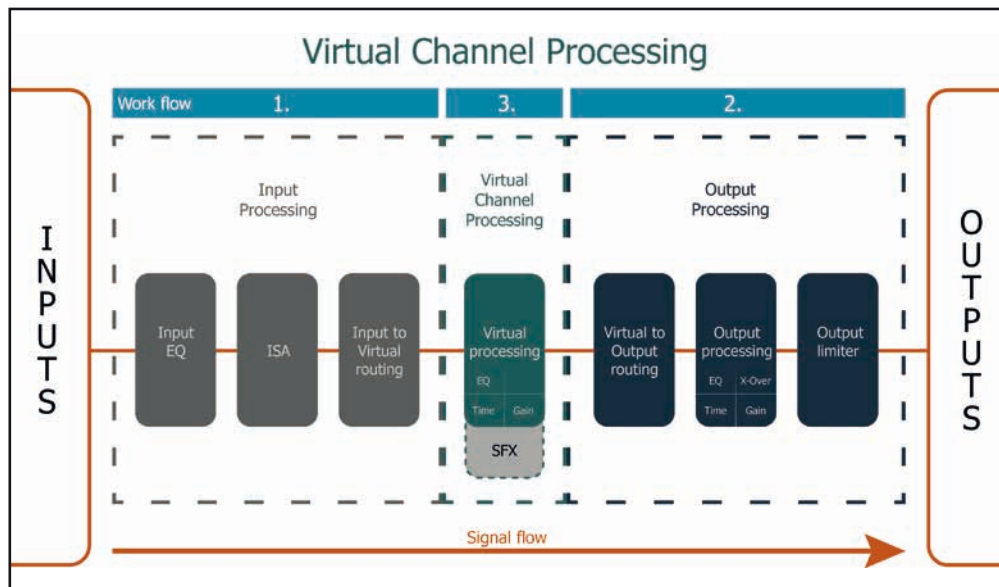 Virtual Channel Processing
Work flow
1.
3.
2.
INPUTS
Input
Processing
Input
EQ
ISA
Input to
Virtual
routing
Virtual
Channel
Processing
Virtual
processing
EQ
Time
Gain
SFX
Output
Processing
Virtual to
Output
routing
Output
processing
EQ
X-Over
Time
Gain
Output
limiter
OUTPUTS
Signal flow